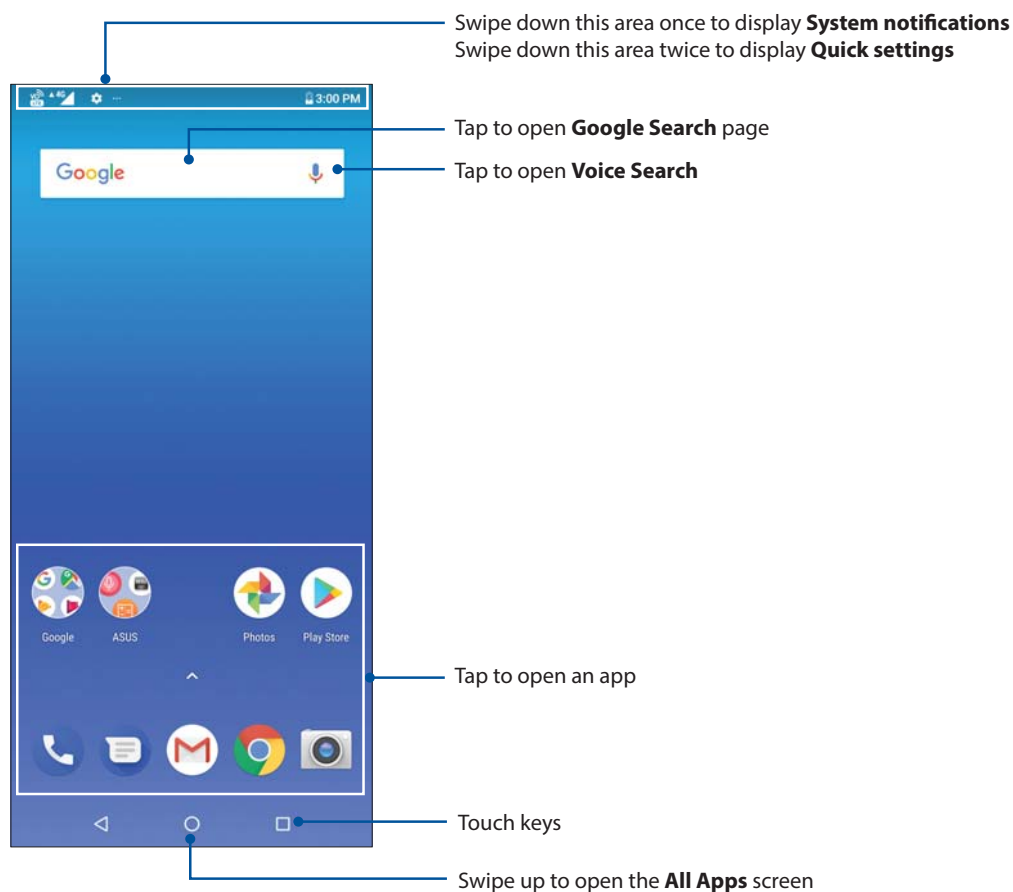 Swipe down this area once to display System notifications
Swipe down this area twice to display Quick settings
VoLTE 4G ... 3:00 PM
Tap to open Google Search page
Google
Tap to open Voice Search
Google ASUS Photos Play Store
Tap to open an app
Touch keys
Swipe up to open the All Apps screen